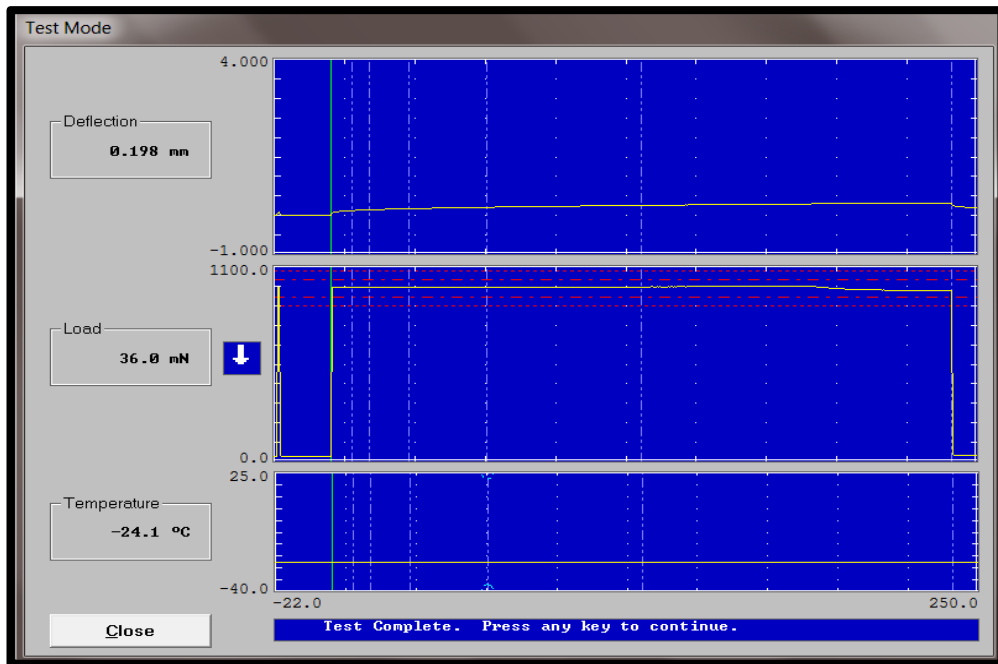 Test Mode
4.000
Deflection
0.198 mm
-1.000
1100.0
Load
36.0 mN
0.0
25.0
Temperature
-24.1 ºC
-40.0
-22.0 250.0
Close
Test Complete. Press any key to continue.